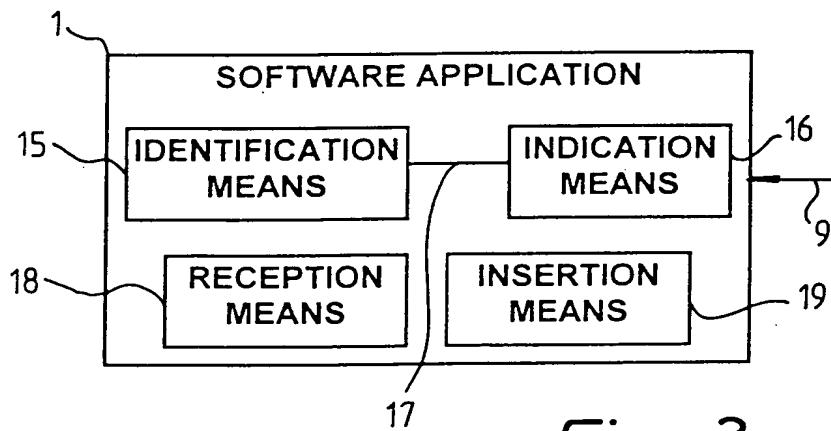 1
SOFTWARE APPLICATION
15
IDENTIFICATION
MEANS
INDICATION
MEANS
16
9
18
RECEPTION
MEANS
INSERTION
MEANS
19
17